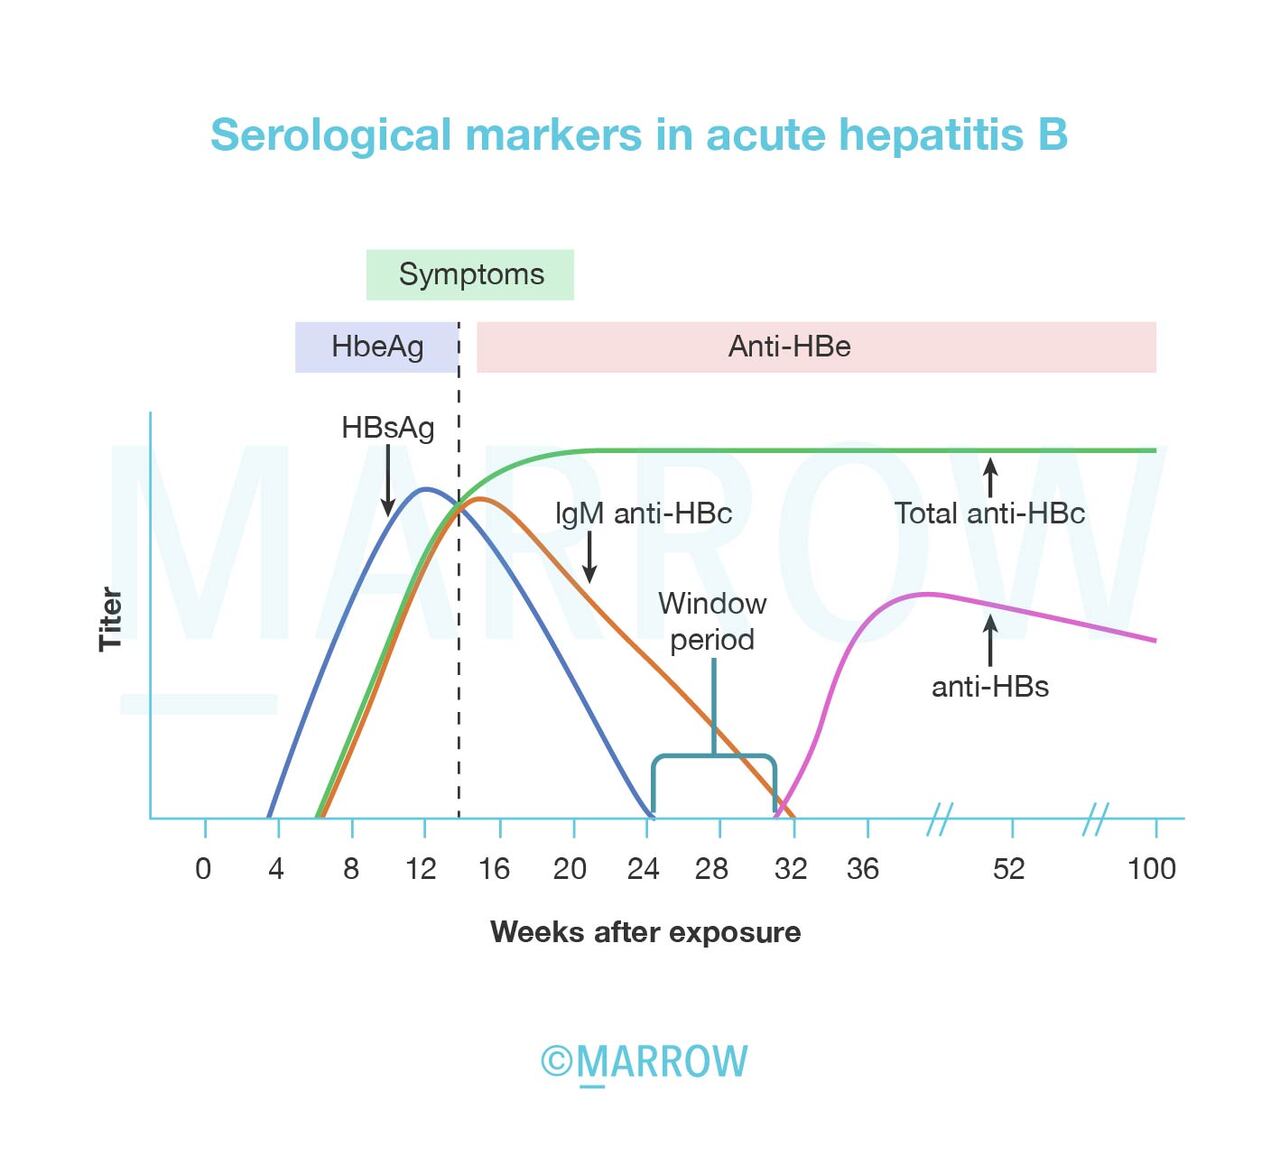 Serological markers in acute hepatitis B
Symptoms
HbeAg
Anti-HBe
HBsAg
IgM anti-HBc
Total anti-HBc
Window
period
anti-HBs
Titer
0 4 8 12 16 20 24 28 32 36 52 100
Weeks after exposure
MARROW
©MARROW